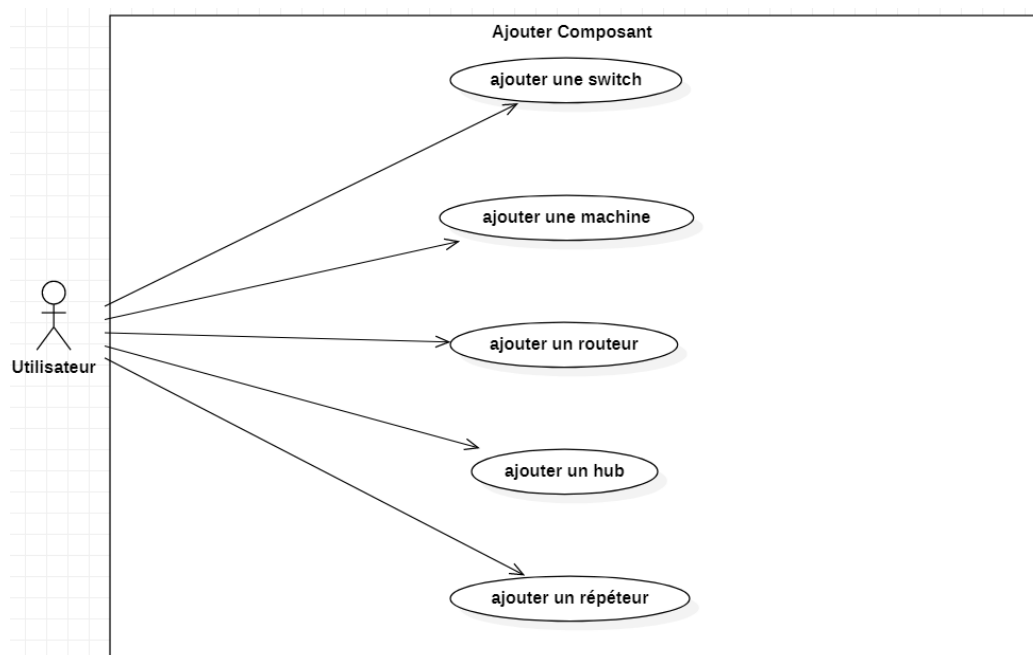 Ajouter Composant
ajouter une switch
ajouter une machine
ajouter un routeur
Utilisateur
ajouter un hub
ajouter un répéteur